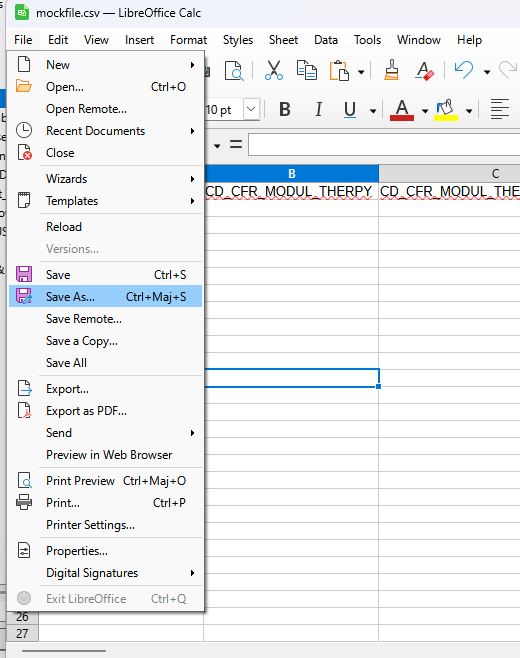 mockfile.csv — LibreOffice Calc
File Edit View Insert Format Styles Sheet Data Tools Window Help
New
Open... Ctrl+O
Open Remote...
Recent Documents
Close
Wizards
Templates
Reload
Versions...
Save Ctrl+S
Save As... Ctrl+Maj+S
Save Remote...
Save a Copy...
Save All
Export...
Export as PDF...
Send
Preview in Web Browser
Print Preview Ctrl+Maj+O
Print... Ctrl+P
Printer Settings...
Properties...
Digital Signatures
Exit LibreOffice Ctrl+Q
10 pt B I U A
=
B C
CD_CFR_MODUL_THERPY CD_CFR_MODUL_THE
26
27